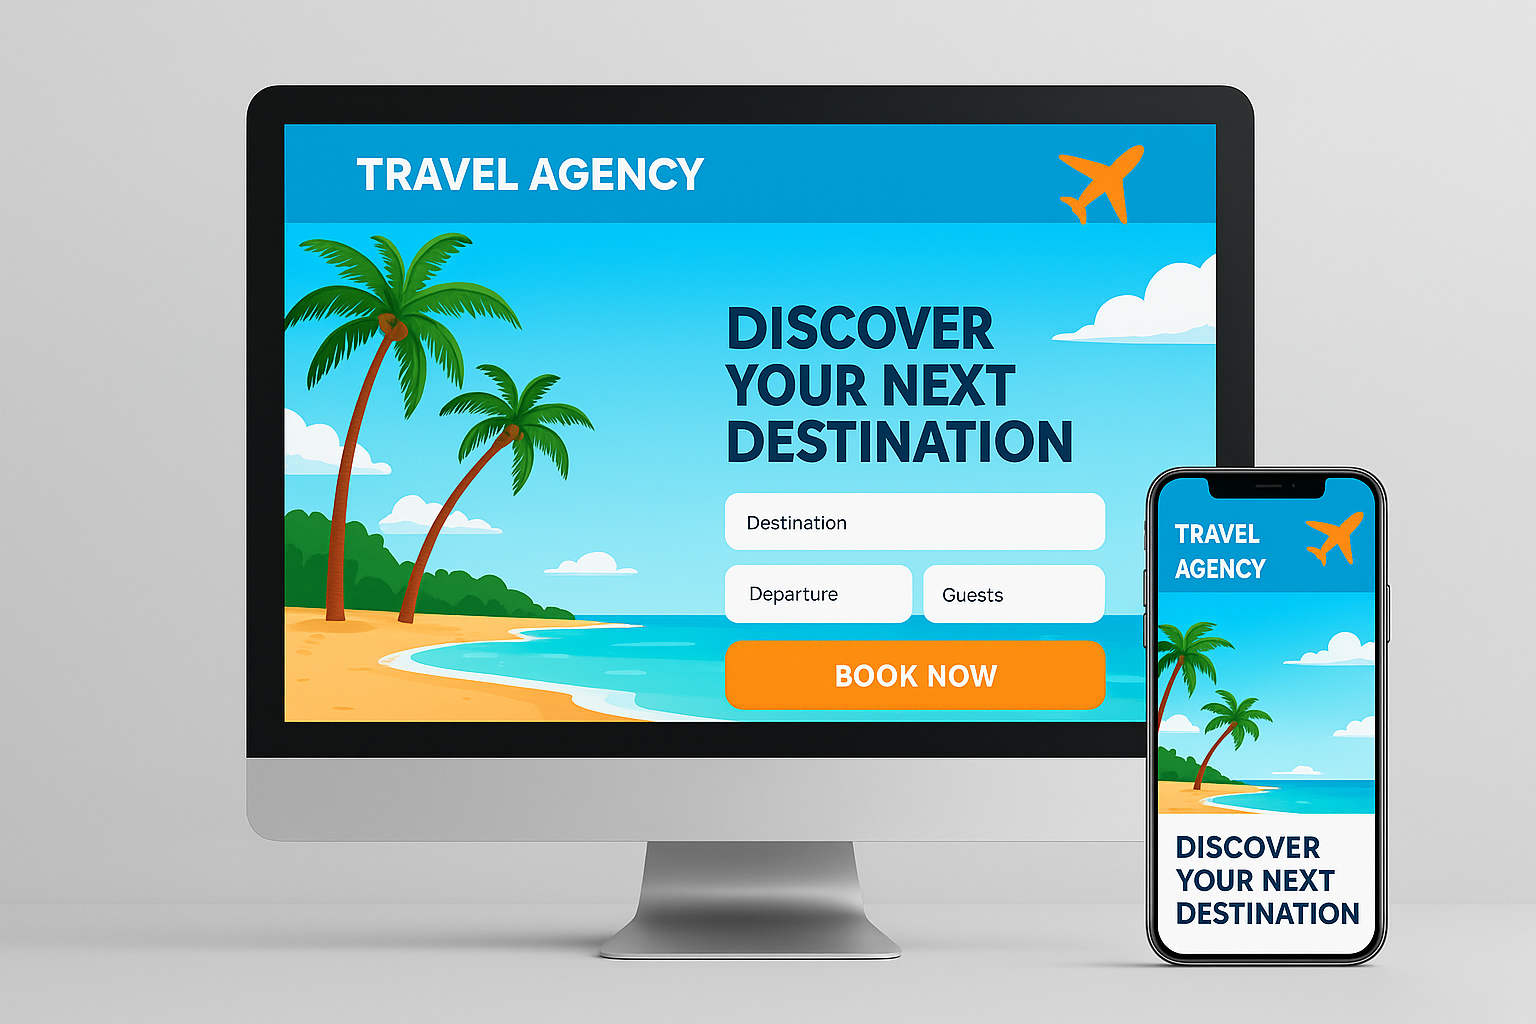 TRAVEL AGENCY
DISCOVER
YOUR NEXT
DESTINATION
Destination
Departure
Guests
BOOK NOW
TRAVEL
AGENCY
DISCOVER
YOUR NEXT
DESTINATION